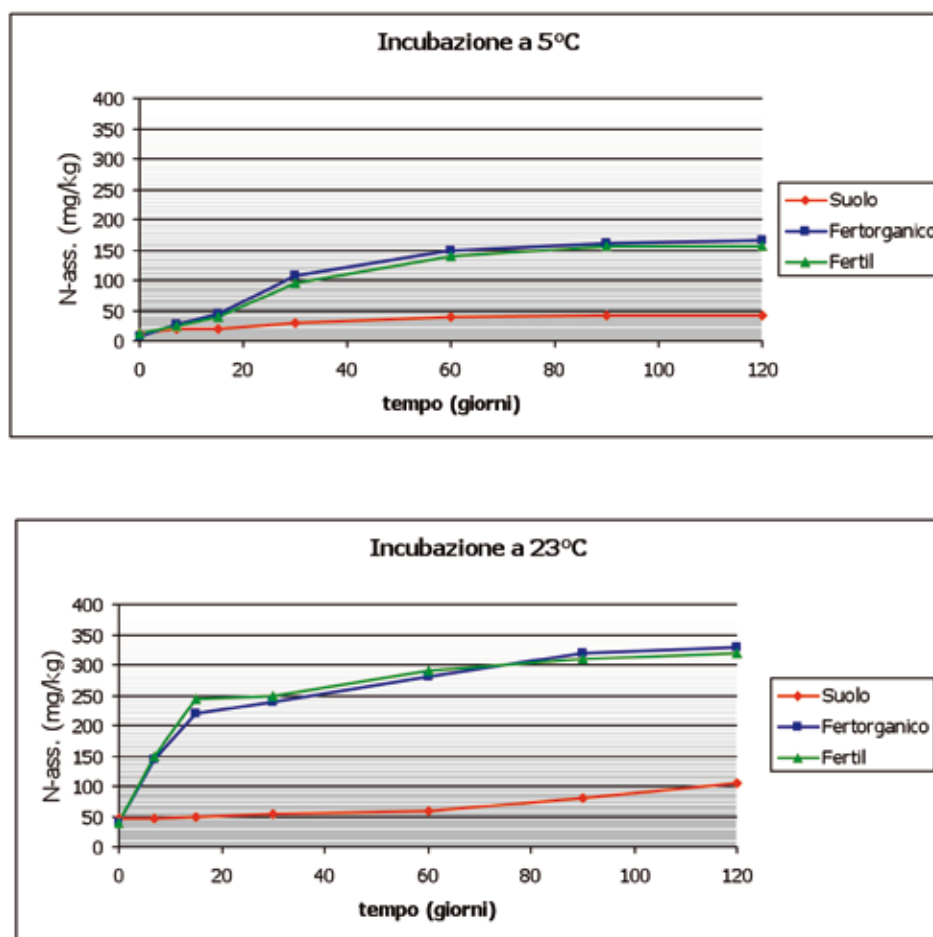 Incubazione a 5°C
N-ass. (mg/kg)
400
350
300
250
200
150
100
50
0
0 20 40 60 80 100 120
tempo (giorni)
Suolo
Fertorganico
Fertil
Incubazione a 23°C
N-ass. (mg/kg)
400
350
300
250
200
150
100
50
0
0 20 40 60 80 100 120
tempo (giorni)
Suolo
Fertorganico
Fertil